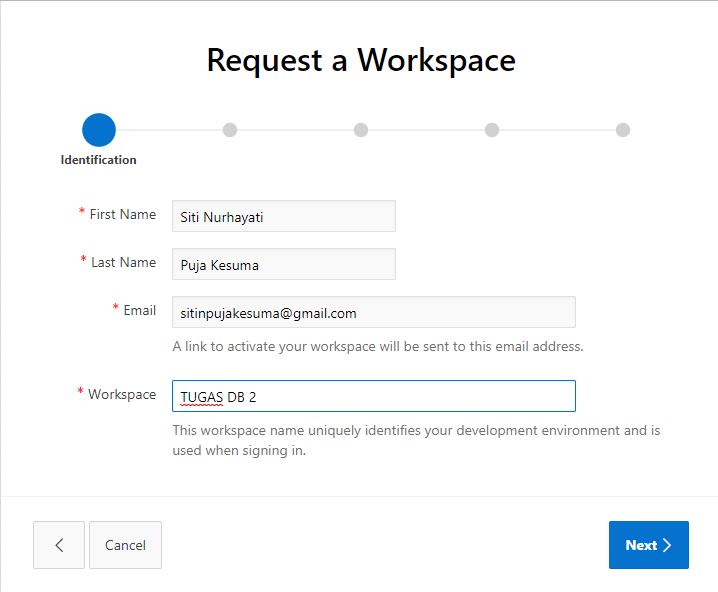 Request a Workspace
Identification
* First Name Siti Nurhayati
* Last Name Puja Kesuma
* Email sitinpujakesuma@gmail.com
A link to activate your workspace will be sent to this email address.
* Workspace TUGAS DB 2
This workspace name uniquely identifies your development environment and is
used when signing in.
Cancel Next